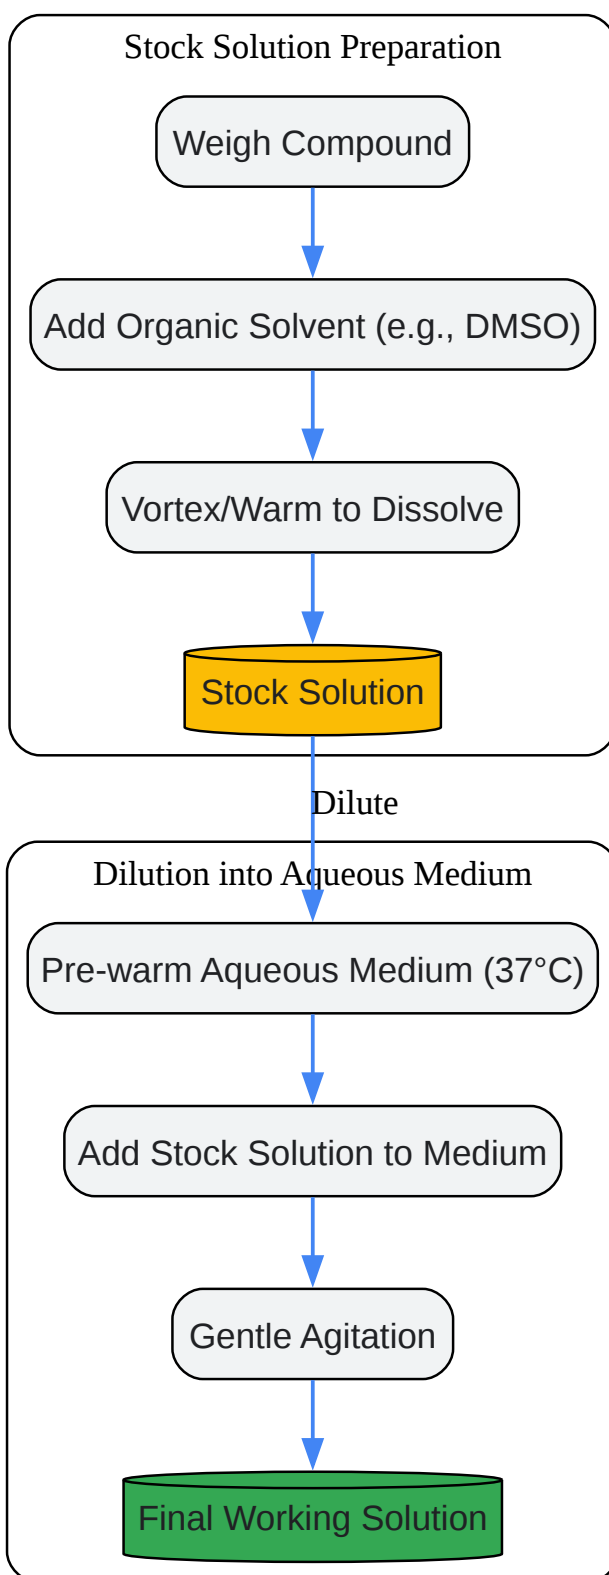 Stock Solution Preparation
Weigh Compound
Add Organic Solvent (e.g., DMSO)
Vortex/Warm to Dissolve
Stock Solution
Dilute
Dilution into Aqueous Medium
Pre-warm Aqueous Medium (37°C)
Add Stock Solution to Medium
Gentle Agitation
Final Working Solution